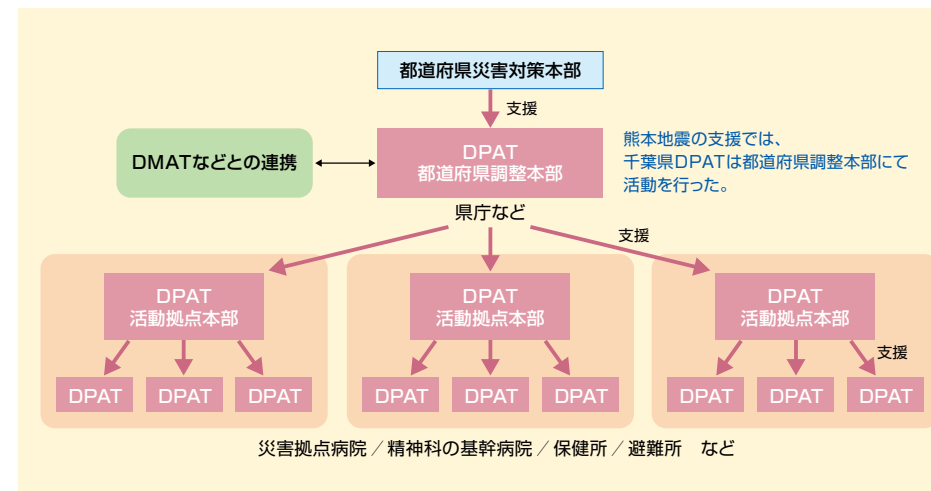 都道府県災害対策本部
支援
DMATなどとの連携
DPAT
都道府県調整本部
熊本地震の支援では、
千葉県DPATは都道府県調整本部にて
活動を行った。
県庁など
支援
DPAT
活動拠点本部
DPAT
活動拠点本部
DPAT
活動拠点本部
支援
DPAT
DPAT
DPAT
DPAT
DPAT
DPAT
DPAT
DPAT
DPAT
災害拠点病院／精神科の基幹病院／保健所／避難所　など